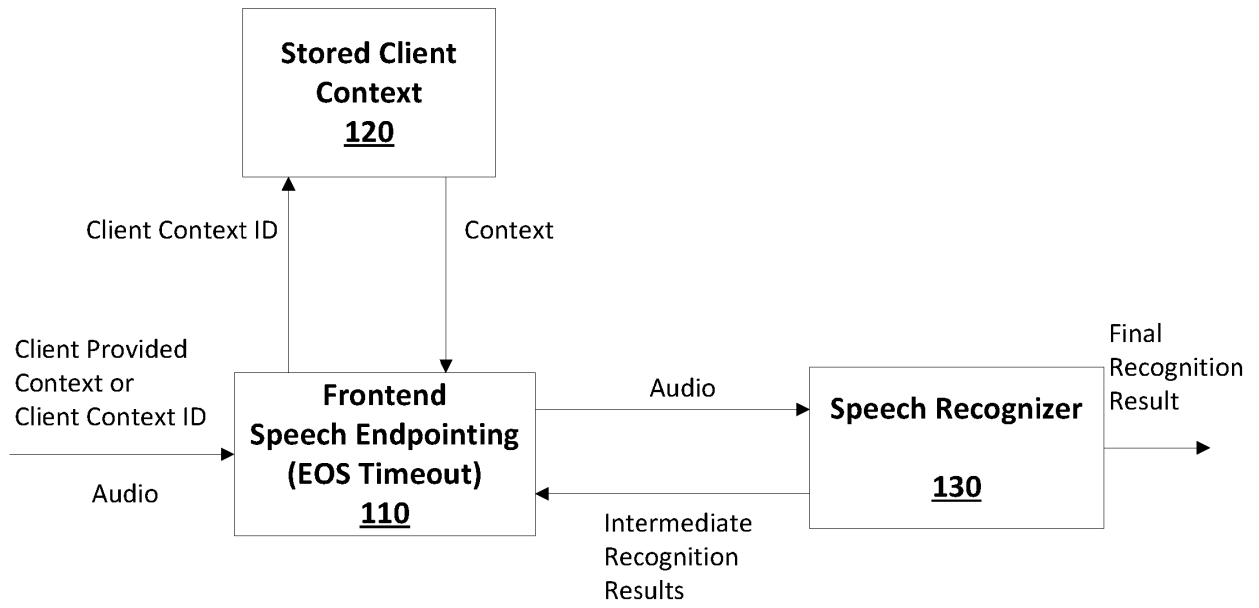 Stored Client
Context
120
Client Context ID
Context
Client Provided
Context or
Client Context ID
Audio
Frontend
Speech Endpointing
(EOS Timeout)
110
Audio
Intermediate
Recognition
Results
Speech Recognizer
130
Final
Recognition
Result